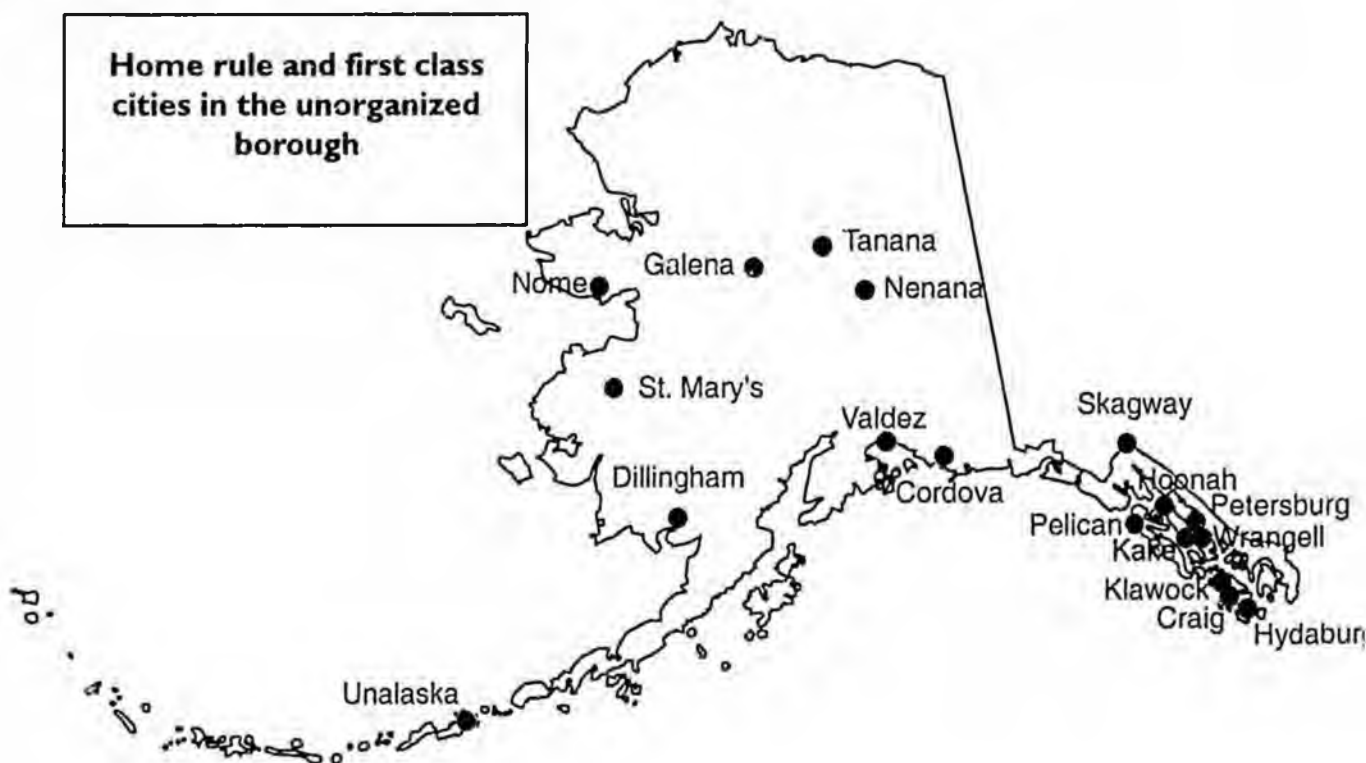 Home rule and first class
cities in the unorganized
borough
Tanana
Galena
Nenana
Nome
St. Mary's
Skagway
Valdez
Hoonah
Dillingham
Cordova
Petersburg
Pelican
Wrangell
Kake
Klawock
Craig
Hydaburg
Unalaska